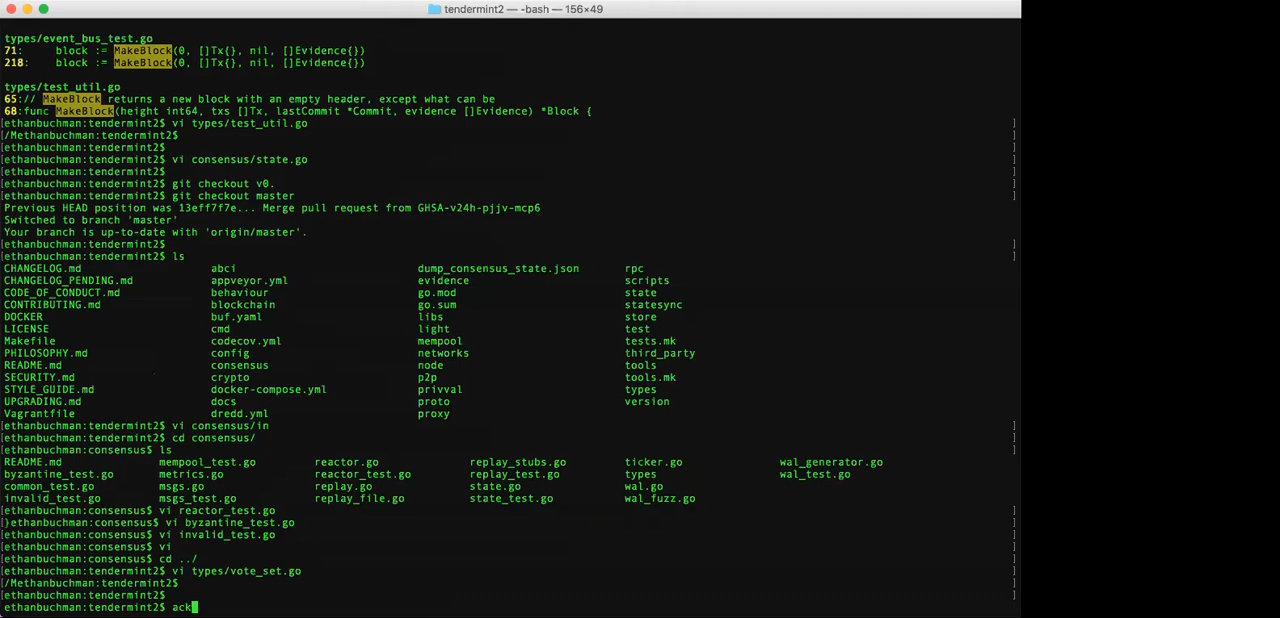 tendermint2 — -bash — 156×49
types/event_bus_test.go
71:     block := MakeBlock(0, []Tx{}, nil, []Evidence{})
218:    block := MakeBlock(0, []Tx{}, nil, []Evidence{})
types/test_util.go
65:// MakeBlock returns a new block with an empty header, except what can be
68:func MakeBlock(height int64, txs []Tx, lastCommit *Commit, evidence []Evidence) *Block {
[ethanbuchman:tendermint2$ vi types/test_util.go ]
[/Methanbuchman:tendermint2$ ]
[ethanbuchman:tendermint2$ ]
[ethanbuchman:tendermint2$ vi consensus/state.go ]
[ethanbuchman:tendermint2$ ]
[ethanbuchman:tendermint2$ git checkout v0. ]
[ethanbuchman:tendermint2$ git checkout master ]
Previous HEAD position was 13eff7f7e... Merge pull request from GHSA-v24h-pjjv-mcp6
Switched to branch 'master'
Your branch is up-to-date with 'origin/master'.
[ethanbuchman:tendermint2$ ]
[ethanbuchman:tendermint2$ ls ]
CHANGELOG.md abci dump_consensus_state.json rpc
CHANGELOG_PENDING.md appveyor.yml evidence scripts
CODE_OF_CONDUCT.md behaviour go.mod state
CONTRIBUTING.md blockchain go.sum statesync
DOCKER buf.yaml libs store
LICENSE cmd light test
Makefile codecov.yml mempool tests.mk
PHILOSOPHY.md config networks third_party
README.md consensus node tools
SECURITY.md crypto p2p tools.mk
STYLE_GUIDE.md docker-compose.yml privval types
UPGRADING.md docs proto version
Vagrantfile dredd.yml proxy
[ethanbuchman:tendermint2$ vi consensus/in ]
[ethanbuchman:tendermint2$ cd consensus/ ]
[ethanbuchman:consensus$ ls ]
README.md mempool_test.go reactor.go replay_stubs.go ticker.go wal_generator.go
byzantine_test.go metrics.go reactor_test.go replay_test.go types wal_test.go
common_test.go msgs.go replay.go state.go wal.go
invalid_test.go msgs_test.go replay_file.go state_test.go wal_fuzz.go
[ethanbuchman:consensus$ vi reactor_test.go ]
[}ethanbuchman:consensus$ vi byzantine_test.go ]
[ethanbuchman:consensus$ vi invalid_test.go ]
[ethanbuchman:consensus$ vi ]
[ethanbuchman:consensus$ cd ../ ]
[ethanbuchman:tendermint2$ vi types/vote_set.go ]
[/Methanbuchman:tendermint2$ ]
[ethanbuchman:tendermint2$ ]
ethanbuchman:tendermint2$ ack